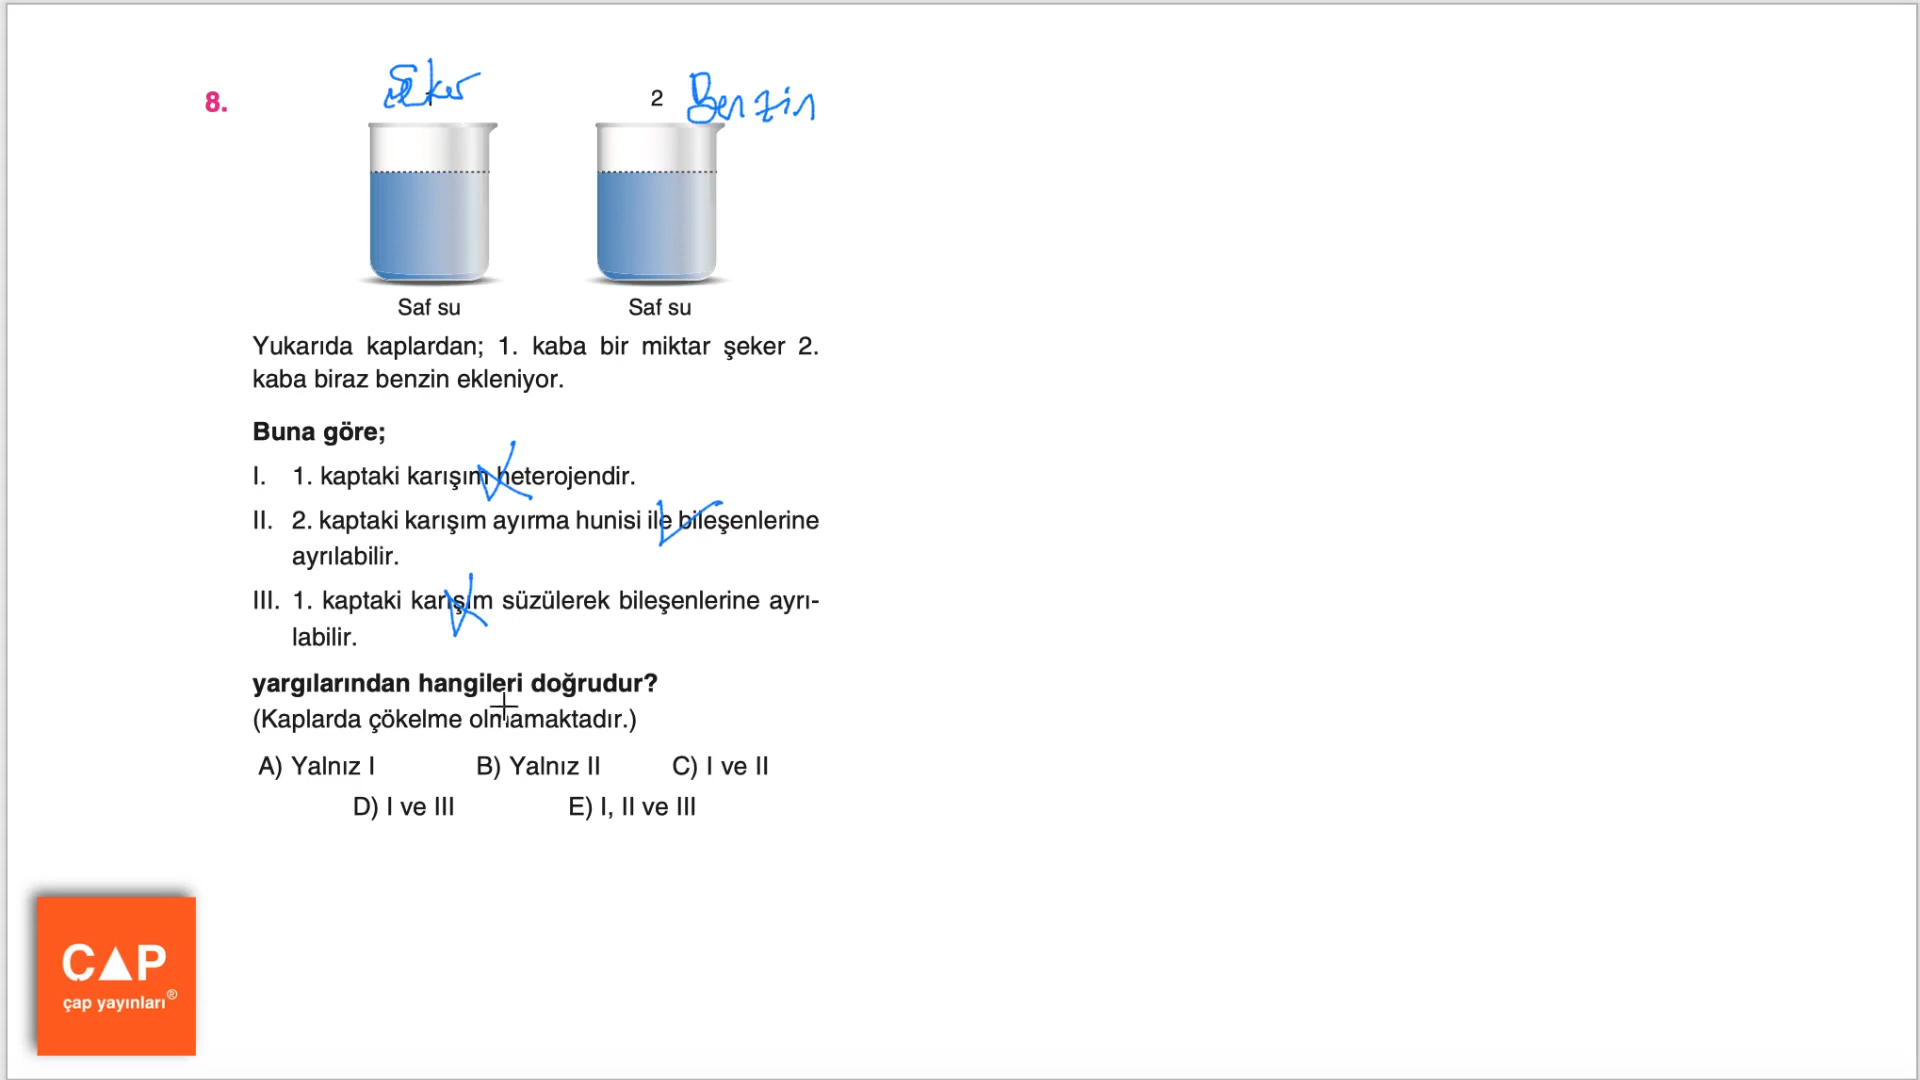 8.
Şeker
2 Benzin
Saf su Saf su
Yukarıda kaplardan; 1. kaba bir miktar şeker 2.
kaba biraz benzin ekleniyor.
Buna göre;
I. 1. kaptaki karışım heterojendir.
II. 2. kaptaki karışım ayırma hunisi ile bileşenlerine
ayrılabilir.
III. 1. kaptaki karışım süzülerek bileşenlerine ayrı-
labilir.
yargılarından hangileri doğrudur?
(Kaplarda çökelme olmamaktadır.)
A) Yalnız I B) Yalnız II C) I ve II
D) I ve III E) I, II ve III
ÇAP
çap yayınları®